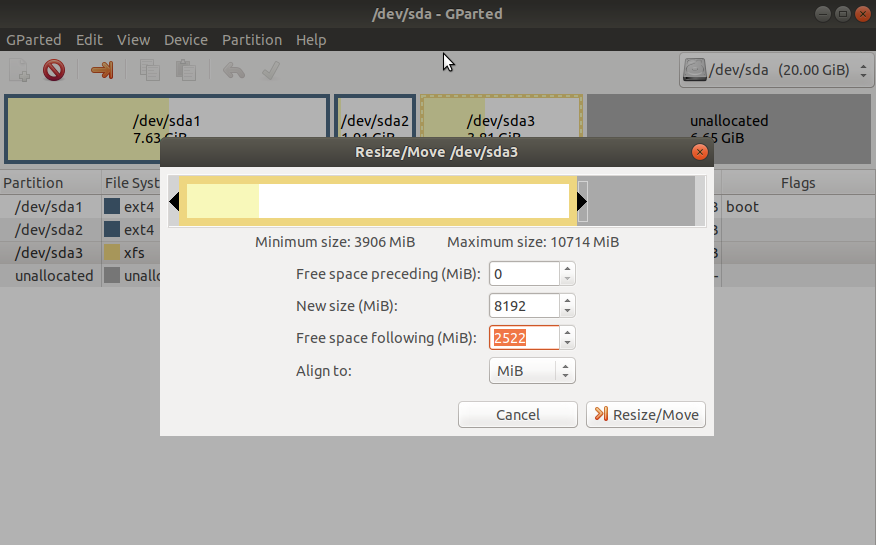 /dev/sda - GParted
GParted Edit View Device Partition Help
/dev/sda (20.00 GiB)
/dev/sda1
7.63 GiB
/dev/sda2
1.91 GiB
/dev/sda3
3.81 GiB
unallocated
6.65 GiB
Partition File Syst Flags
/dev/sda1 ext4 boot
/dev/sda2 ext4
/dev/sda3 xfs
unallocated unallo
Resize/Move /dev/sda3
Minimum size: 3906 MiB Maximum size: 10714 MiB
Free space preceding (MiB): 0
New size (MiB): 8192
Free space following (MiB): 2522
Align to: MiB
Cancel Resize/Move